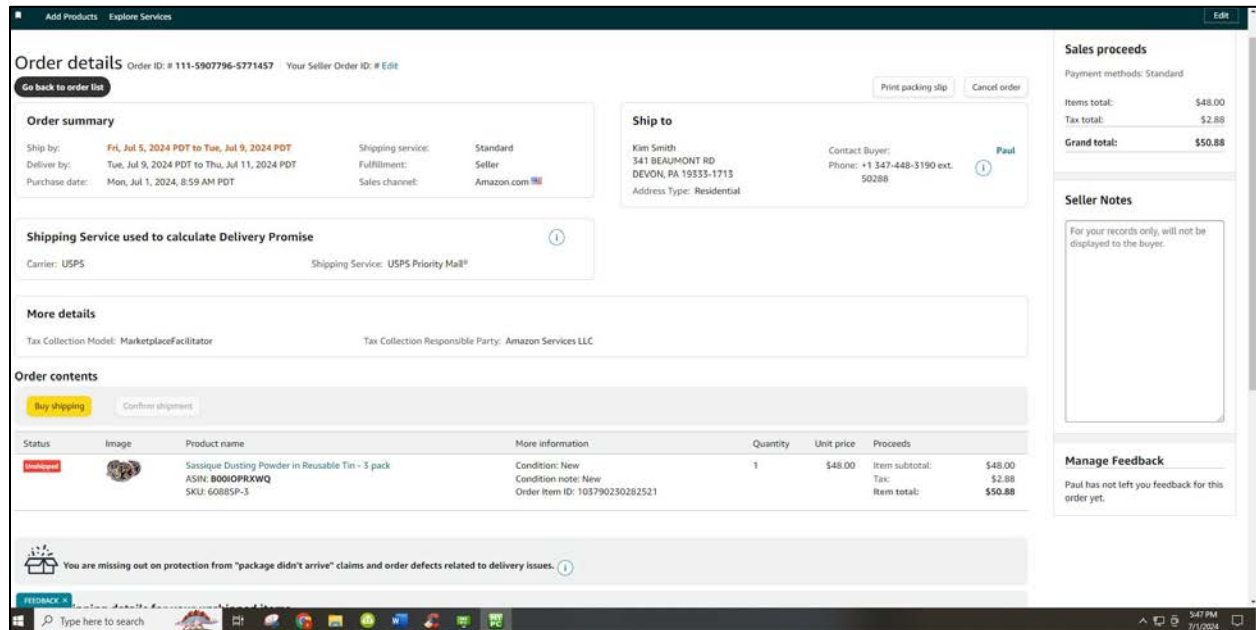 Add Products Explore Services Edit
Order details Order ID: # 111-5907796-5771457 Your Seller Order ID: # Edit
Go back to order list
Print packing slip Cancel order
Order summary
Ship by: Fri, Jul 5, 2024 PDT to Tue, Jul 9, 2024 PDT Shipping service: Standard
Deliver by: Tue, Jul 9, 2024 PDT to Thu, Jul 11, 2024 PDT Fulfillment: Seller
Purchase date: Mon, Jul 1, 2024, 8:59 AM PDT Sales channel: Amazon.com
Ship to
Kim Smith
341 BEAUMONT RD
DEVON, PA 19333-1713
Address Type: Residential
Contact Buyer: Paul
Phone: +1 347-448-3190 ext.
50288
Shipping Service used to calculate Delivery Promise
Carrier: USPS Shipping Service: USPS Priority Mail®
More details
Tax Collection Model: MarketplaceFacilitator Tax Collection Responsible Party: Amazon Services LLC
Order contents
Buy shipping Confirm shipment
Status Image Product name More information Quantity Unit price Proceeds
Unshipped Sassique Dusting Powder in Reusable Tin - 3 pack Condition: New 1 $48.00 Item subtotal: $48.00
ASIN: B00IOPRXWQ Condition note: New Tax: $2.88
SKU: 6088SP-3 Order Item ID: 103790230282521 Item total: $50.88
You are missing out on protection from "package didn't arrive" claims and order defects related to delivery issues.
FEEDBACK ×
Sales proceeds
Payment methods: Standard
Items total: $48.00
Tax total: $2.88
Grand total: $50.88
Seller Notes
For your records only, will not be
displayed to the buyer.
Manage Feedback
Paul has not left you feedback for this
order yet.
Type here to search
5:47 PM
7/1/2024